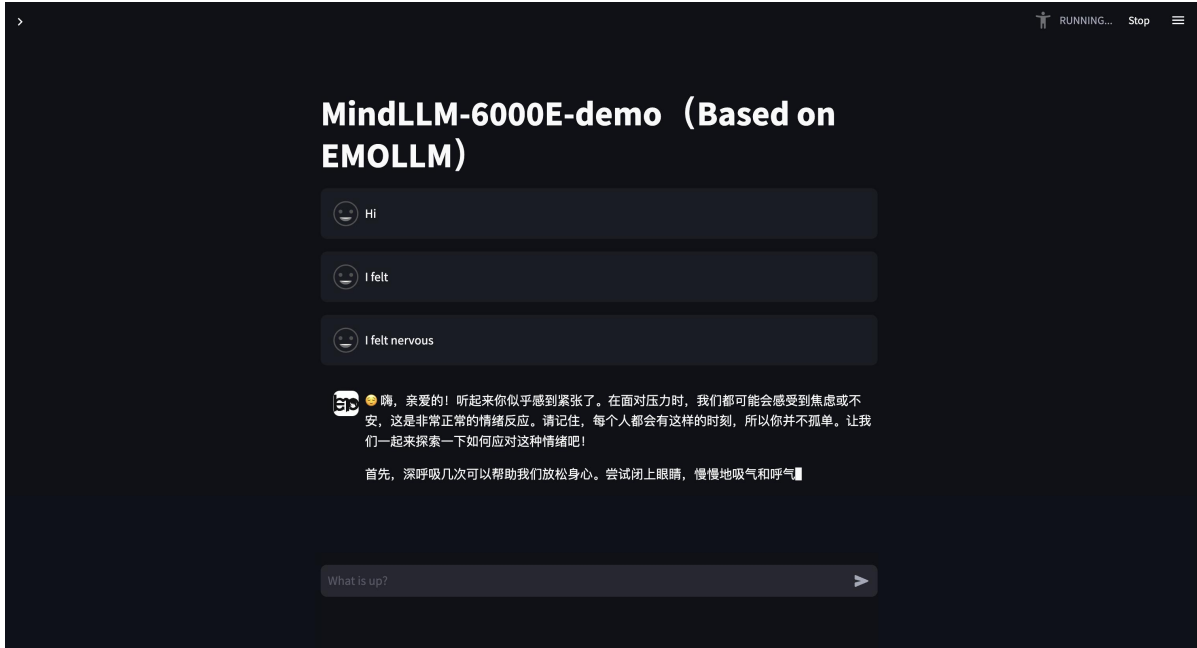 RUNNING...
Stop
MindLLM-6000E-demo（Based on
EMOLLM）
Hi
I felt
I felt nervous
😔 嗨，亲爱的！听起来你似乎感到紧张了。在面对压力时，我们都可能会感受到焦虑或不
安，这是非常正常的情绪反应。请记住，每个人都会有这样的时刻，所以你并不孤单。让我
们一起来探索一下如何应对这种情绪吧！
首先，深呼吸几次可以帮助我们放松身心。尝试闭上眼睛，慢慢地吸气和呼气
What is up?